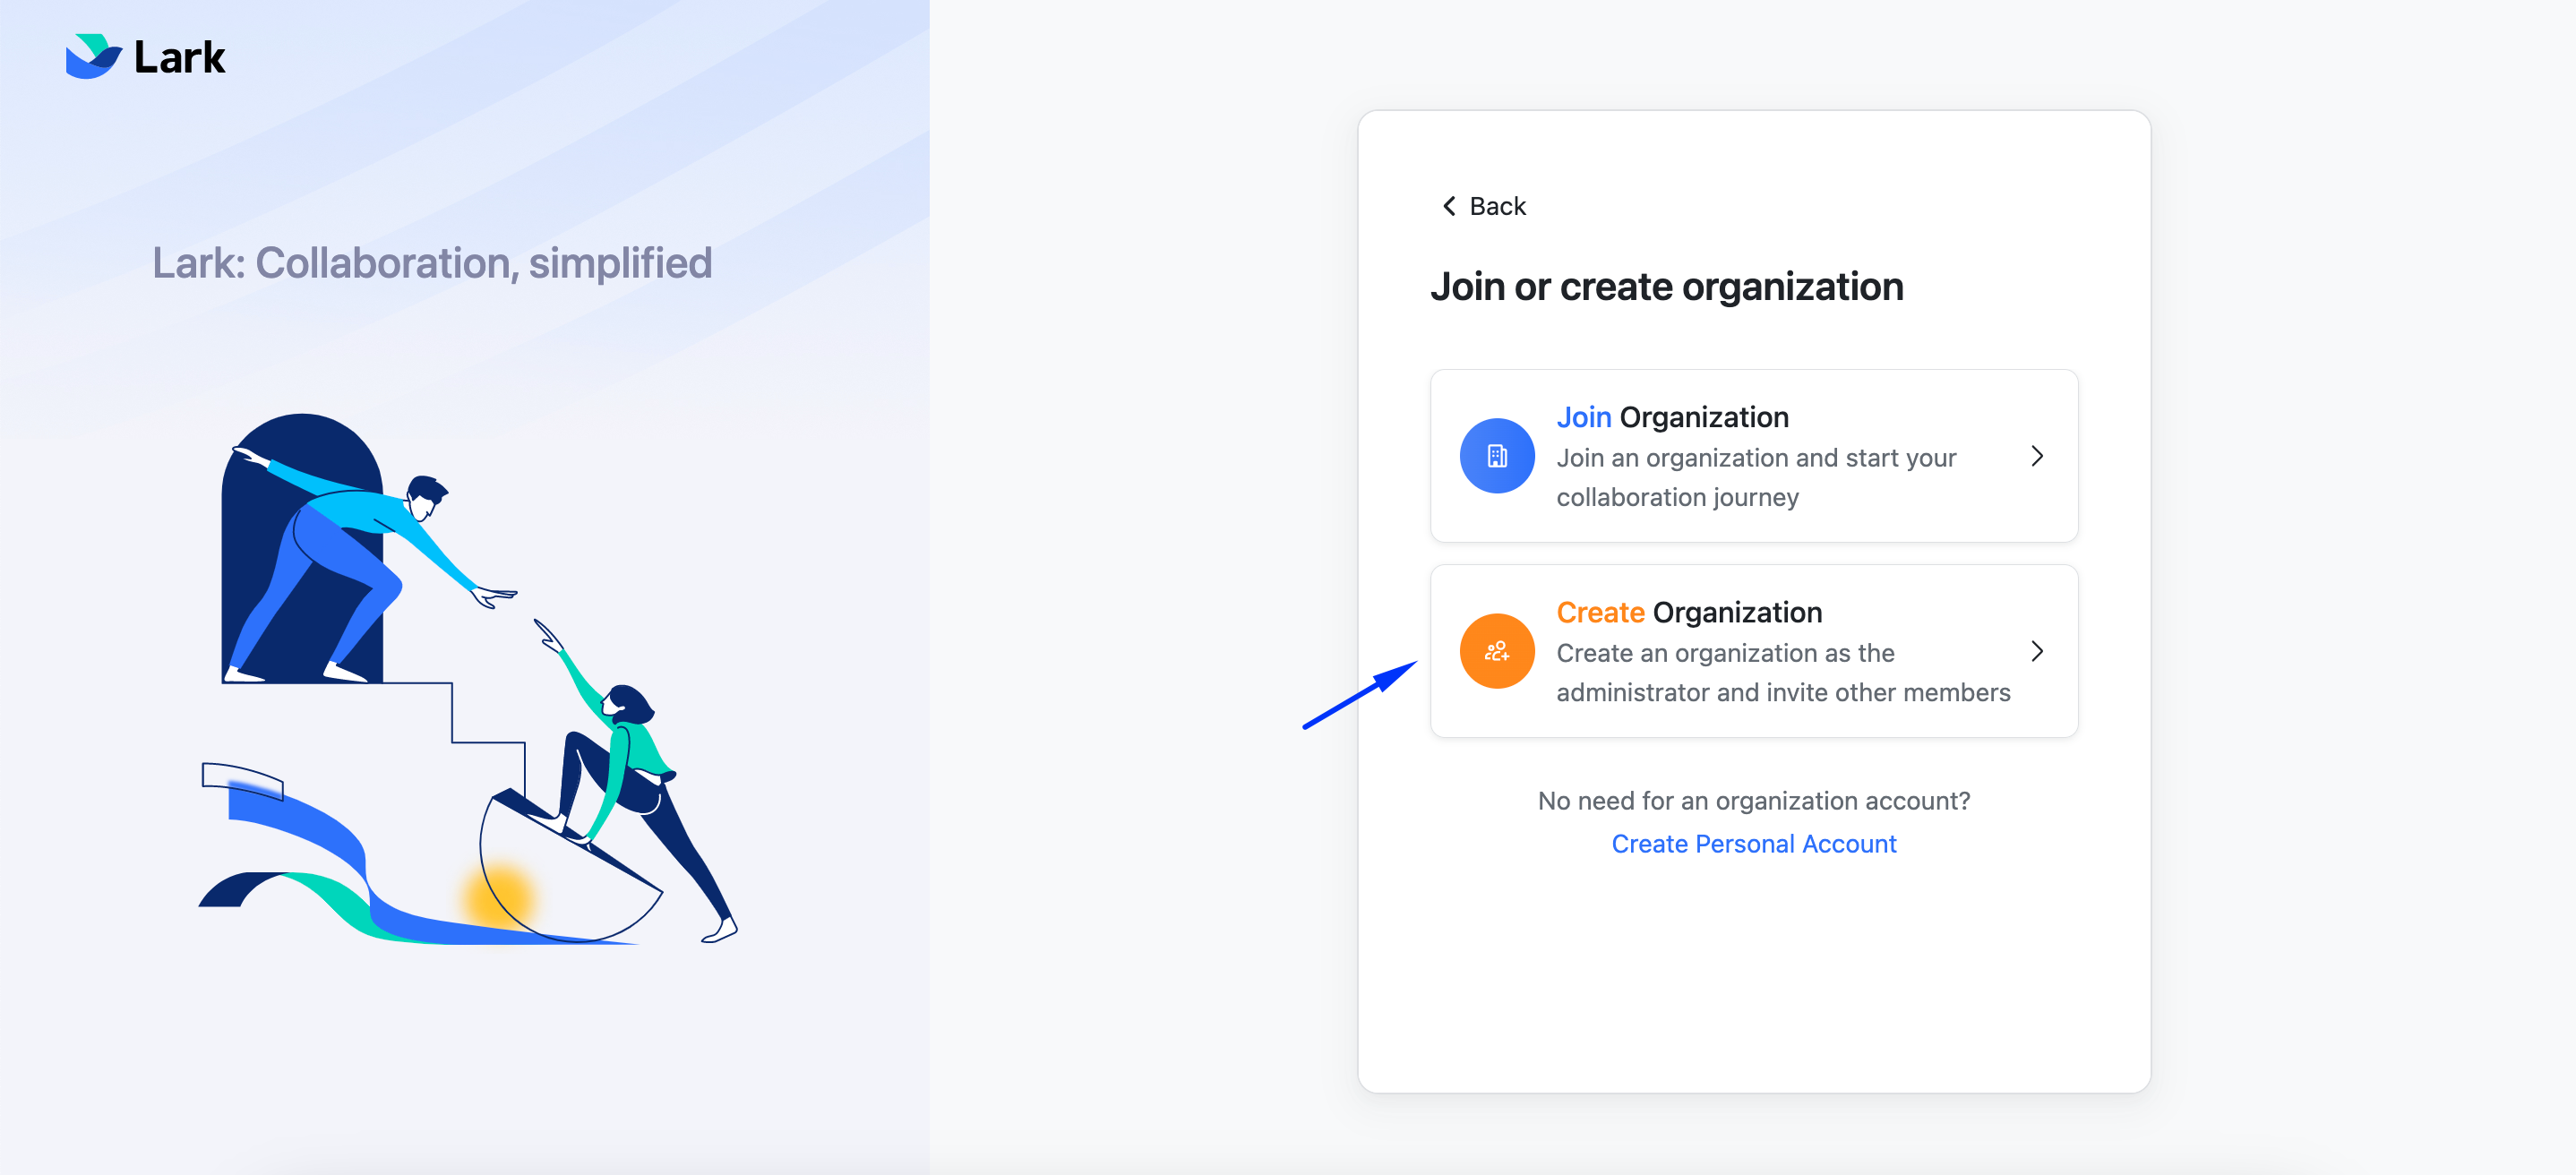 Lark
Lark: Collaboration, simplified
Back
Join or create organization
Join Organization
Join an organization and start your
collaboration journey
Create Organization
Create an organization as the
administrator and invite other members
No need for an organization account?
Create Personal Account